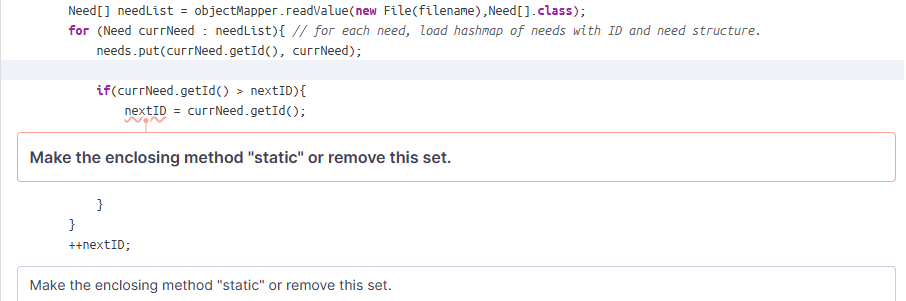 Need[] needList = objectMapper.readValue(new File(filename),Need[].class);
for (Need currNeed : needList){ // for each need, load hashmap of needs with ID and need structure.
needs.put(currNeed.getId(), currNeed);
if(currNeed.getId() > nextID){
nextID = currNeed.getId();
Make the enclosing method "static" or remove this set.
}
}
++nextID;
Make the enclosing method "static" or remove this set.